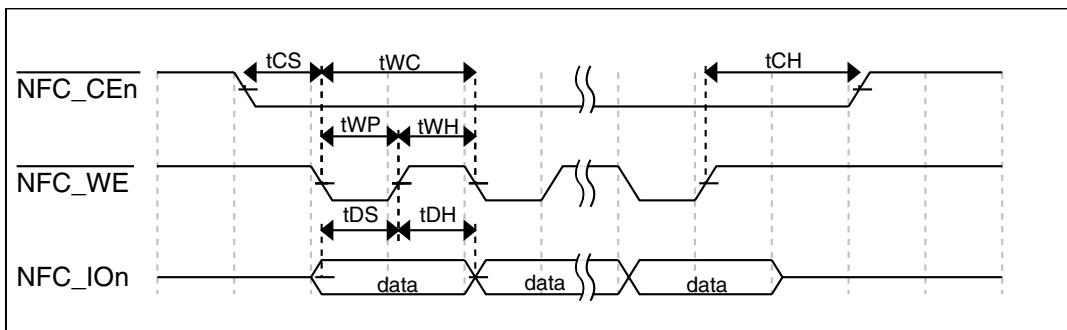 tCS tWC tCH
NFC_CEn
tWP tWH
NFC_WE
tDS tDH
NFC_IOn data data data